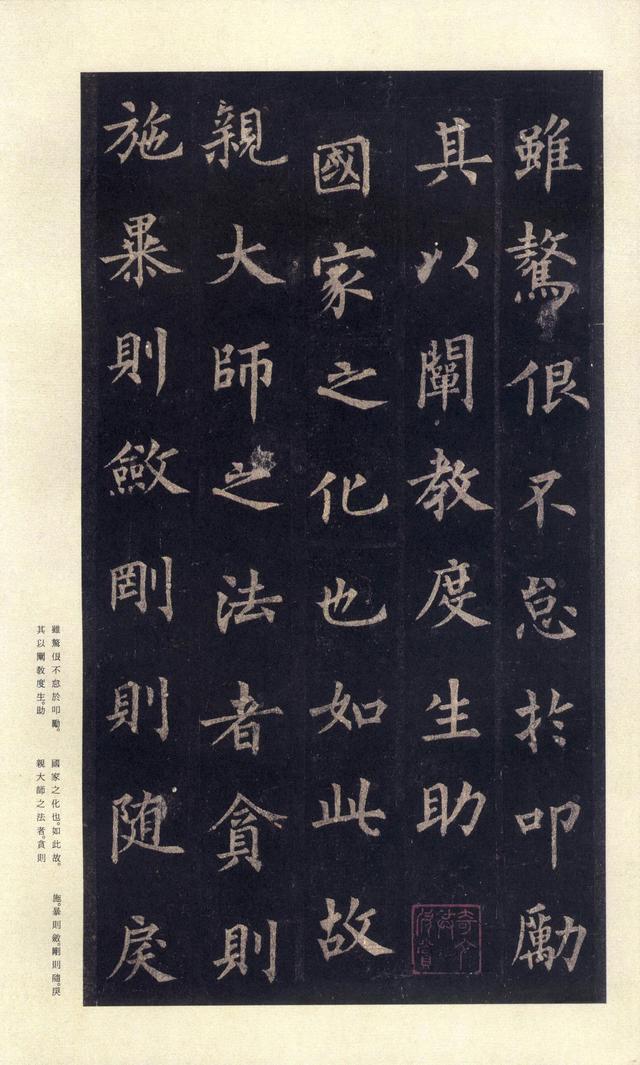 雖驁佷不怠於叩勵
其以闡教度生助
國家之化也如此故
親大師之法者貪則
施暴則斂剛則隨戾
雖驁佷不怠於叩勵。
其以闡教度生。助
國家之化也。如此。故
親大師之法者。貪則
施。暴則斂。剛則隨。戾